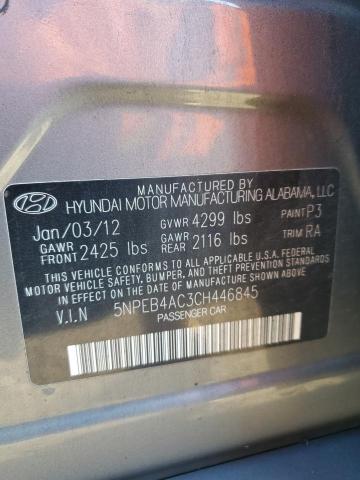 MANUFACTURED BY
HYUNDAI MOTOR MANUFACTURING ALABAMA, LLC
Jan/03/12 GVWR 4299 lbs PAINT P3
GAWR FRONT 2425 lbs GAWR REAR 2116 lbs TRIM RA
THIS VEHICLE CONFORMS TO ALL APPLICABLE U.S. FEDERAL
MOTOR VEHICLE SAFETY, BUMPER, AND THEFT PREVENTION STANDARDS
IN EFFECT ON THE DATE OF MANUFACTURE SHOWN ABOVE.
V.I.N 5NPEB4AC3CH446845
PASSENGER CAR